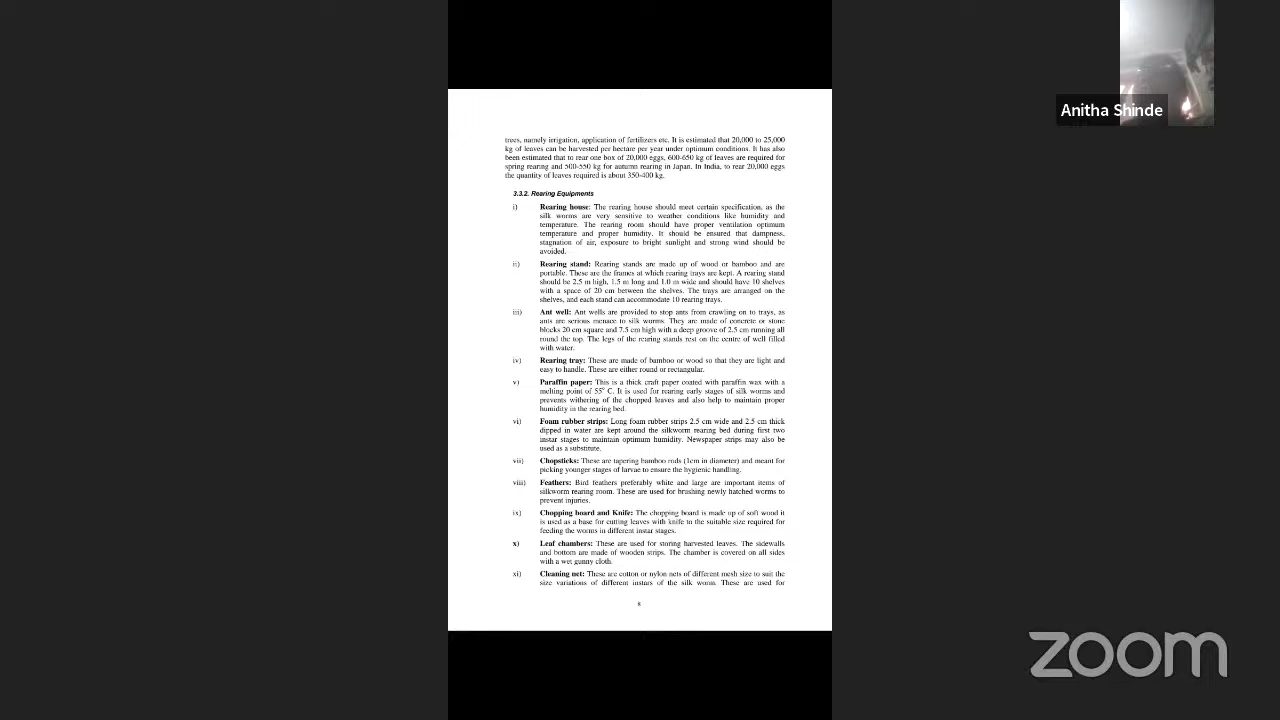 Anitha Shinde
trees, namely ierrigation, application of fertilizers etc. It is estimated that 20,000 to 25,000
kg of leaves can be harvested per hectare per year under optimum conditions. It has also
been estimated that to rear one box of 20,000 eggs, 600-650 kg of leaves are required for
spring rearing and 500-550 kg for autumn rearing in Japan. In India, to rear 20,000 eggs
the quantity of leaves required is about 350-400 kg.
3.3.2. Rearing Equipments
i) Rearing house: The rearing house should meet certain specification, as the
silk worms are very sensitive to weather conditions like humidity and
temperature. The rearing room should have proper ventilation optimum
temperature and proper humidity. It should be ensured that dampness,
stagnation of air, exposure to bright sunlight and strong wind should be
avoided.
ii) Rearing stand: Rearing stands are made up of wood or bamboo and are
portable. These are the frames at which rearing trays are kept. A rearing stand
should be 2.5 m high, 1.5 m long and 1.0 m wide and should have 10 shelves
with a space of 20 cm between the shelves. The trays are arranged on the
shelves, and each stand can accommodate 10 rearing trays.
iii) Ant well: Ant wells are provided to stop ants from crawling on to trays, as
ants are serious menace to silk worms. They are made of concrete or stone
blocks 20 cm square and 7.5 cm high with a deep groove of 2.5 cm running all
round the top. The legs of the rearing stands rest on the centre of well filled
with water.
iv) Rearing tray: These are made of bamboo or wood so that they are light and
easy to handle. These are either round or rectangular.
v) Paraffin paper: This is a thick craft paper coated with paraffin wax with a
melting point of 55° C. It is used for rearing early stages of silk worms and
prevents withering of the chopped leaves and also help to maintain proper
humidity in the rearing bed.
vi) Foam rubber strips: Long foam rubber strips 2.5 cm wide and 2.5 cm thick
dipped in water are kept around the silkworm rearing bed during first two
instar stages to maintain optimum humidity. Newspaper strips may also be
used as a substitute.
vii) Chopsticks: These are tapering bamboo rods (1cm in diameter) and meant for
picking younger stages of larvae to ensure the hygienic handling.
viii) Feathers: Bird feathers preferably white and large are important items of
silkworm rearing room. These are used for brushing newly hatched worms to
prevent injuries.
ix) Chopping board and Knife: The chopping board is made up of soft wood it
is used as a base for cutting leaves with knife to the suitable size required for
feeding the worms in different instar stages.
x) Leaf chambers: These are used for storing harvested leaves. The sidewalls
and bottom are made of wooden strips. The chamber is covered on all sides
with a wet gunny cloth.
xi) Cleaning net: These are cotton or nylon nets of different mesh size to suit the
size variations of different instars of the silk worm. These are used for
8
zoom